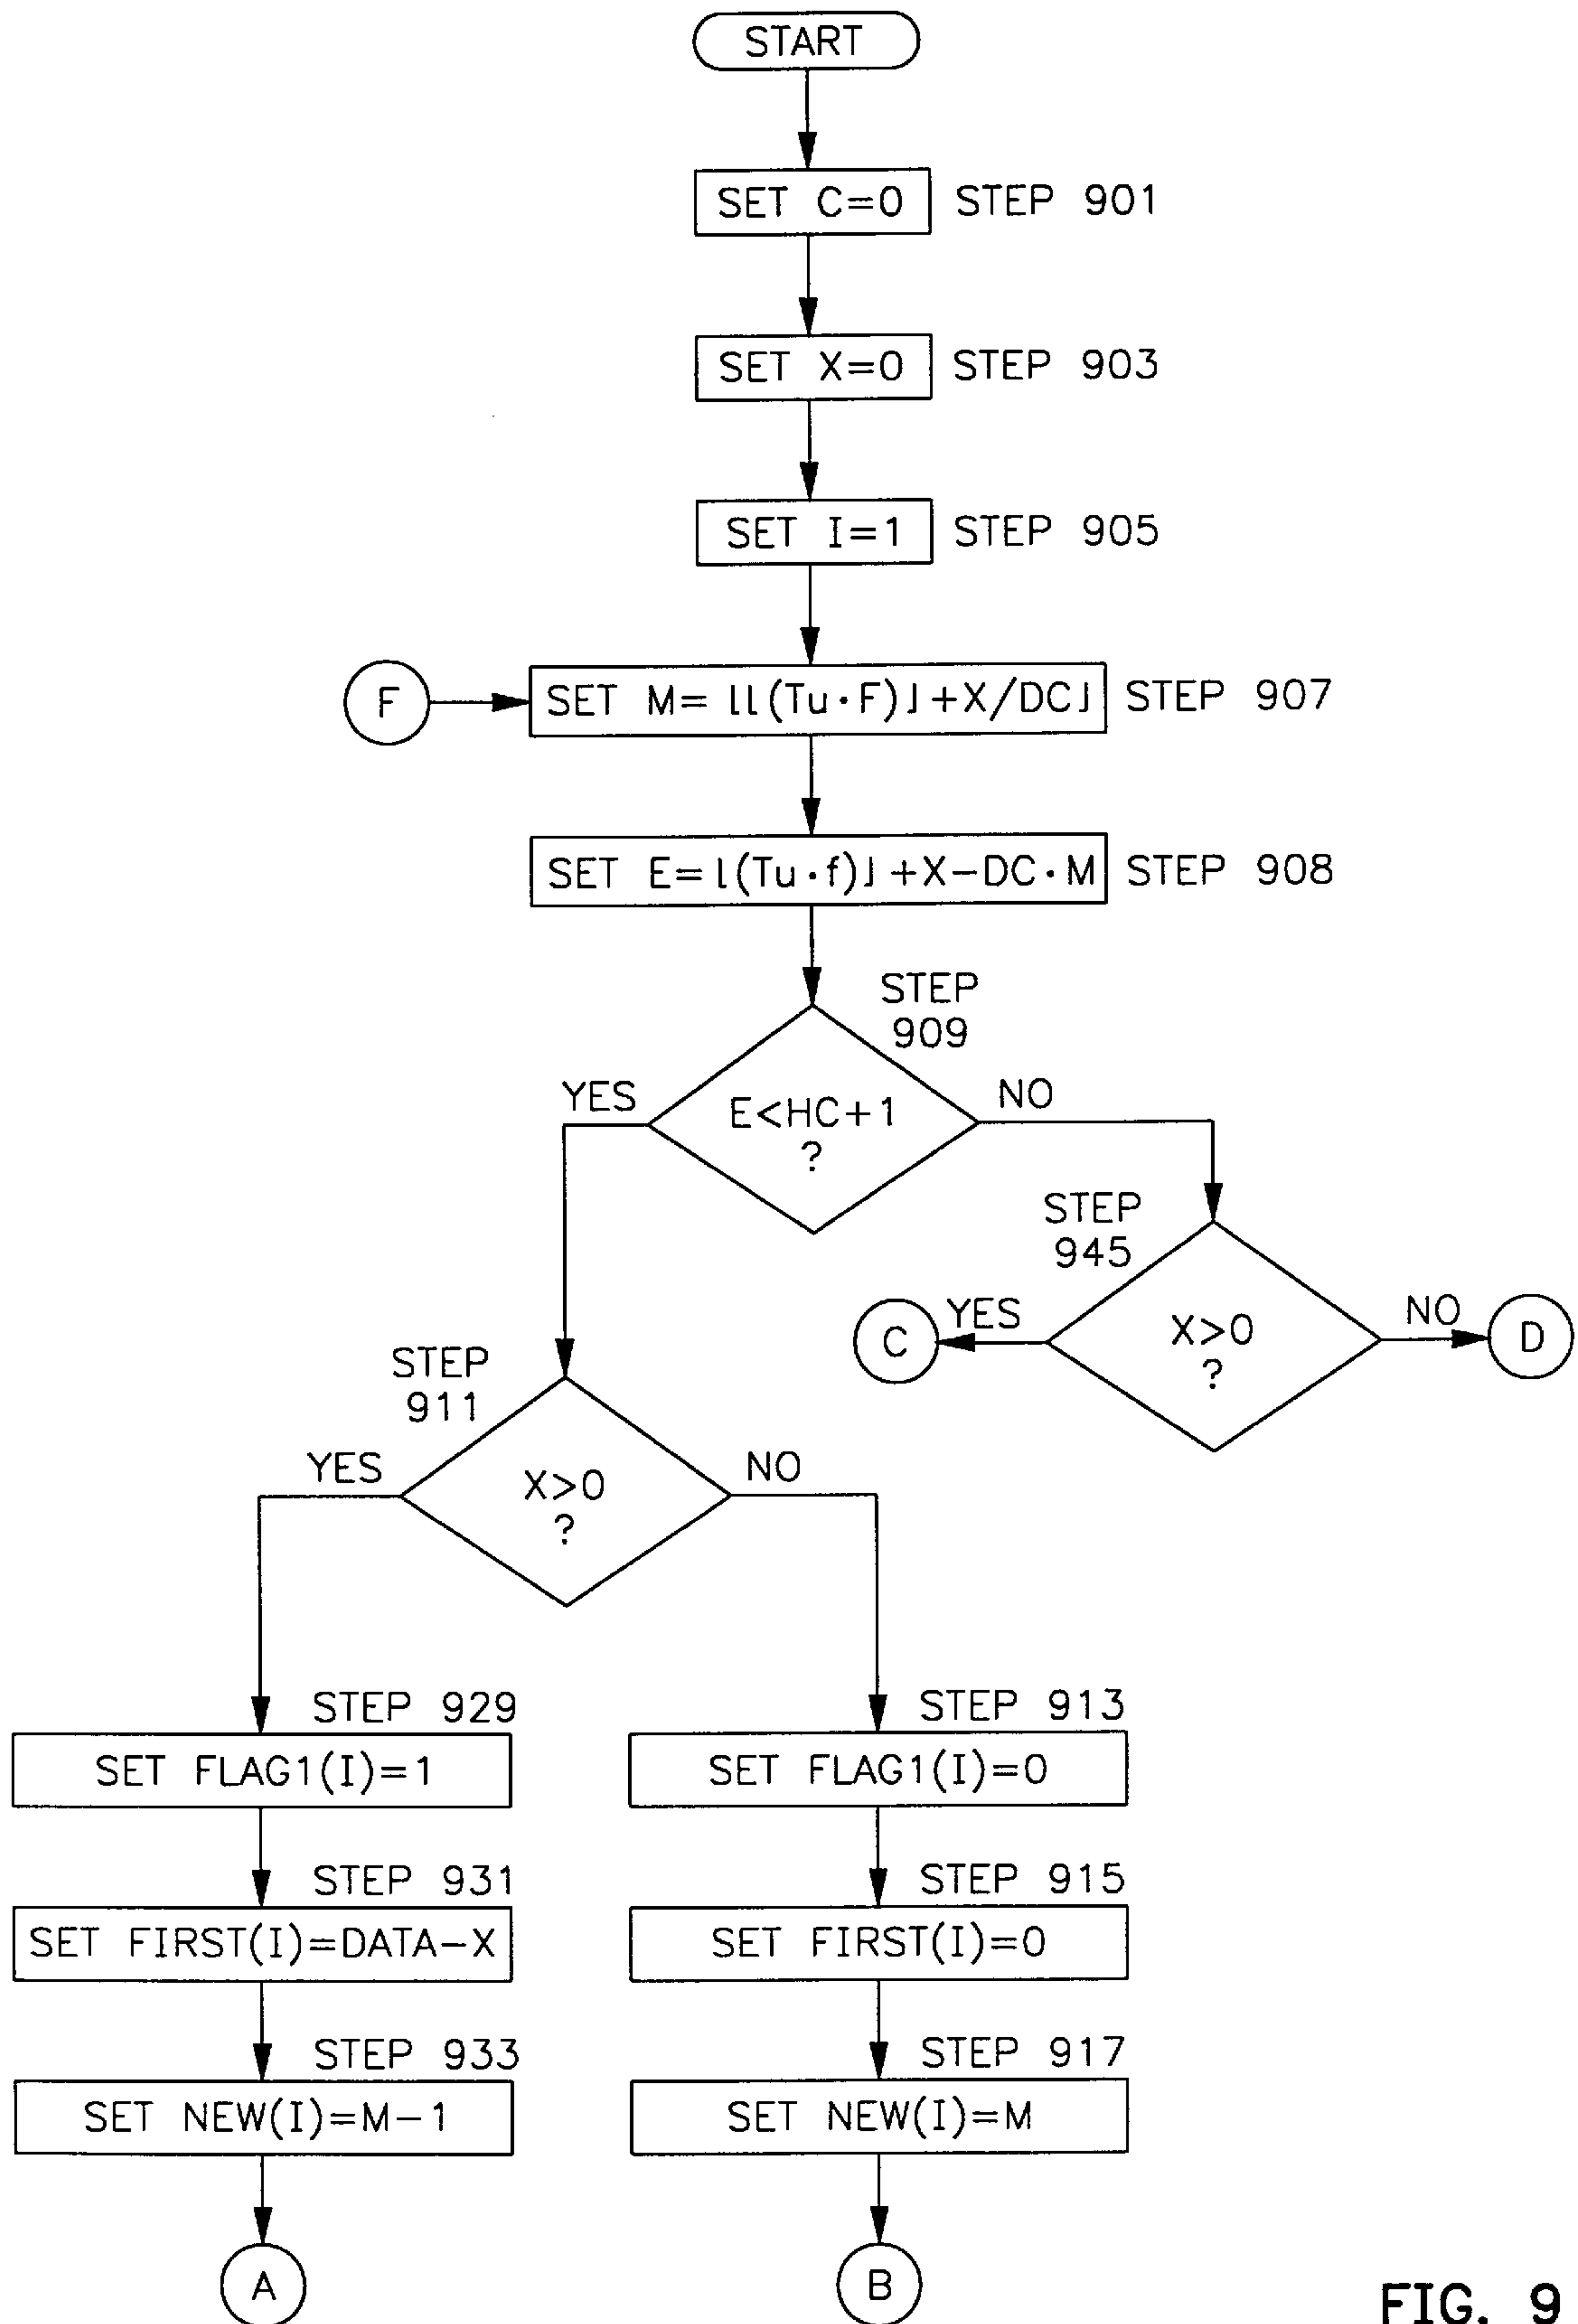 START
SET C=0 STEP 901
SET X=0 STEP 903
SET I=1 STEP 905
F
SET M= ⌊⌊(Tu·F)⌋+X/DC⌋ STEP 907
SET E=⌊(Tu·f)⌋+X-DC·M STEP 908
STEP
909
YES
E<HC+1
?
NO
STEP
945
C
YES
X>0
?
NO
D
STEP
911
YES
X>0
?
NO
STEP 929
SET FLAG1(I)=1
STEP 913
SET FLAG1(I)=0
STEP 931
SET FIRST(I)=DATA-X
STEP 915
SET FIRST(I)=0
STEP 933
SET NEW(I)=M-1
STEP 917
SET NEW(I)=M
A
B
FIG. 9